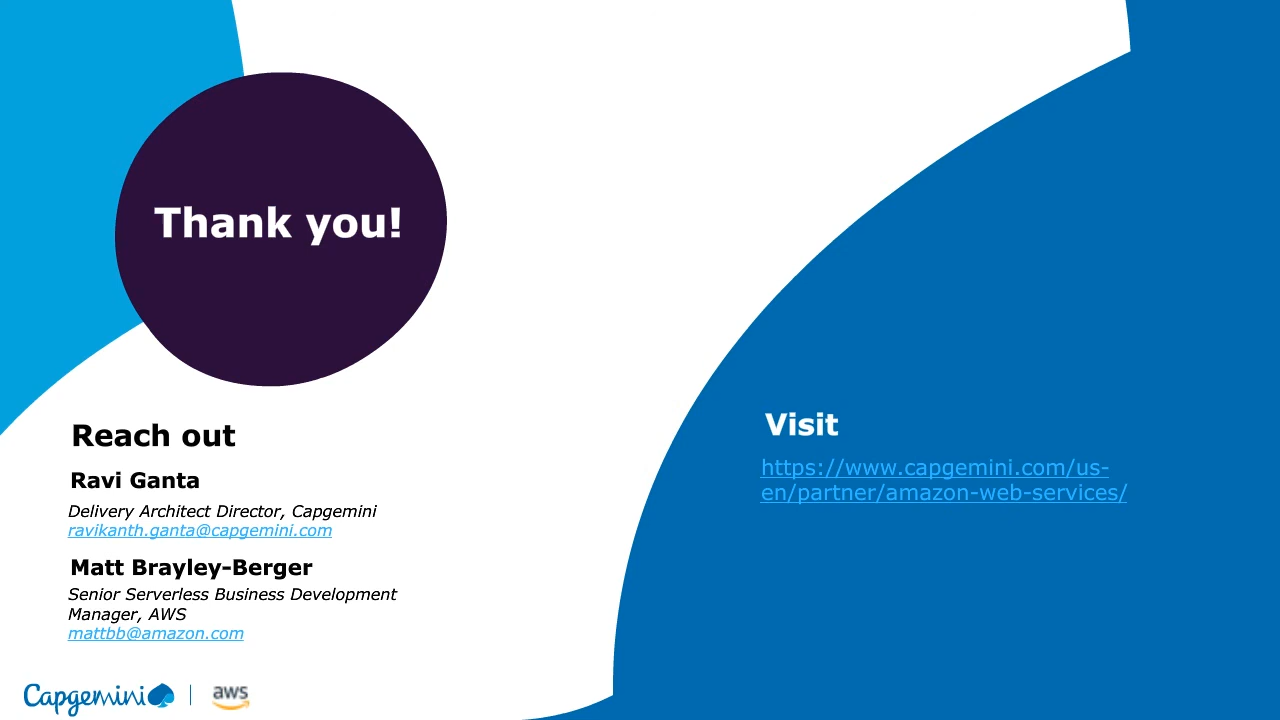 Thank you!
Reach out
Ravi Ganta
Delivery Architect Director, Capgemini
ravikanth.ganta@capgemini.com
Matt Brayley-Berger
Senior Serverless Business Development
Manager, AWS
mattbb@amazon.com
Visit
https://www.capgemini.com/us-
en/partner/amazon-web-services/
Capgemini
aws